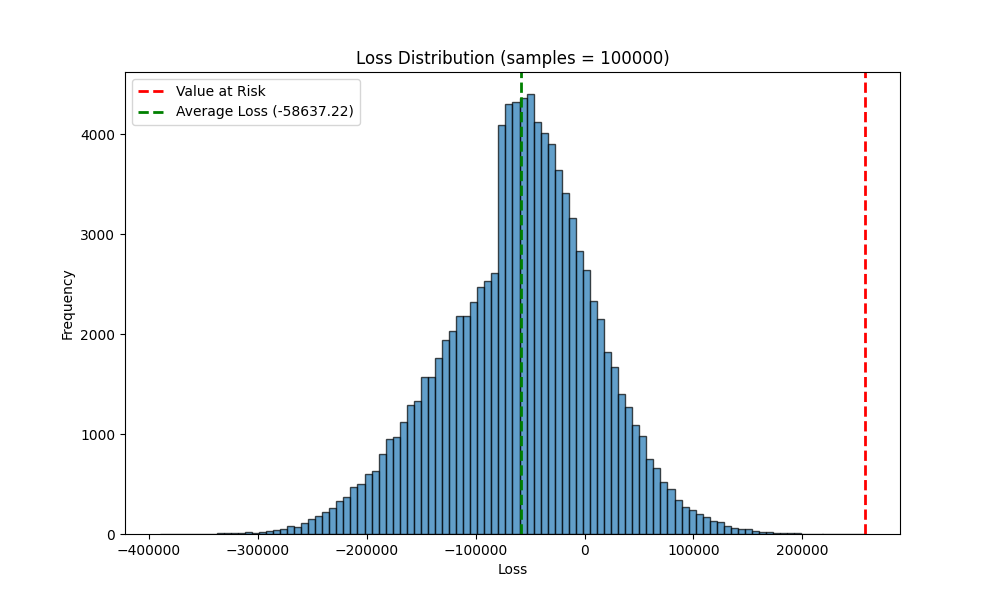 Loss Distribution (samples = 100000)
Value at Risk
Average Loss (-58637.22)
Frequency
4000
3000
2000
1000
0
−400000 −300000 −200000 −100000 0 100000 200000
Loss